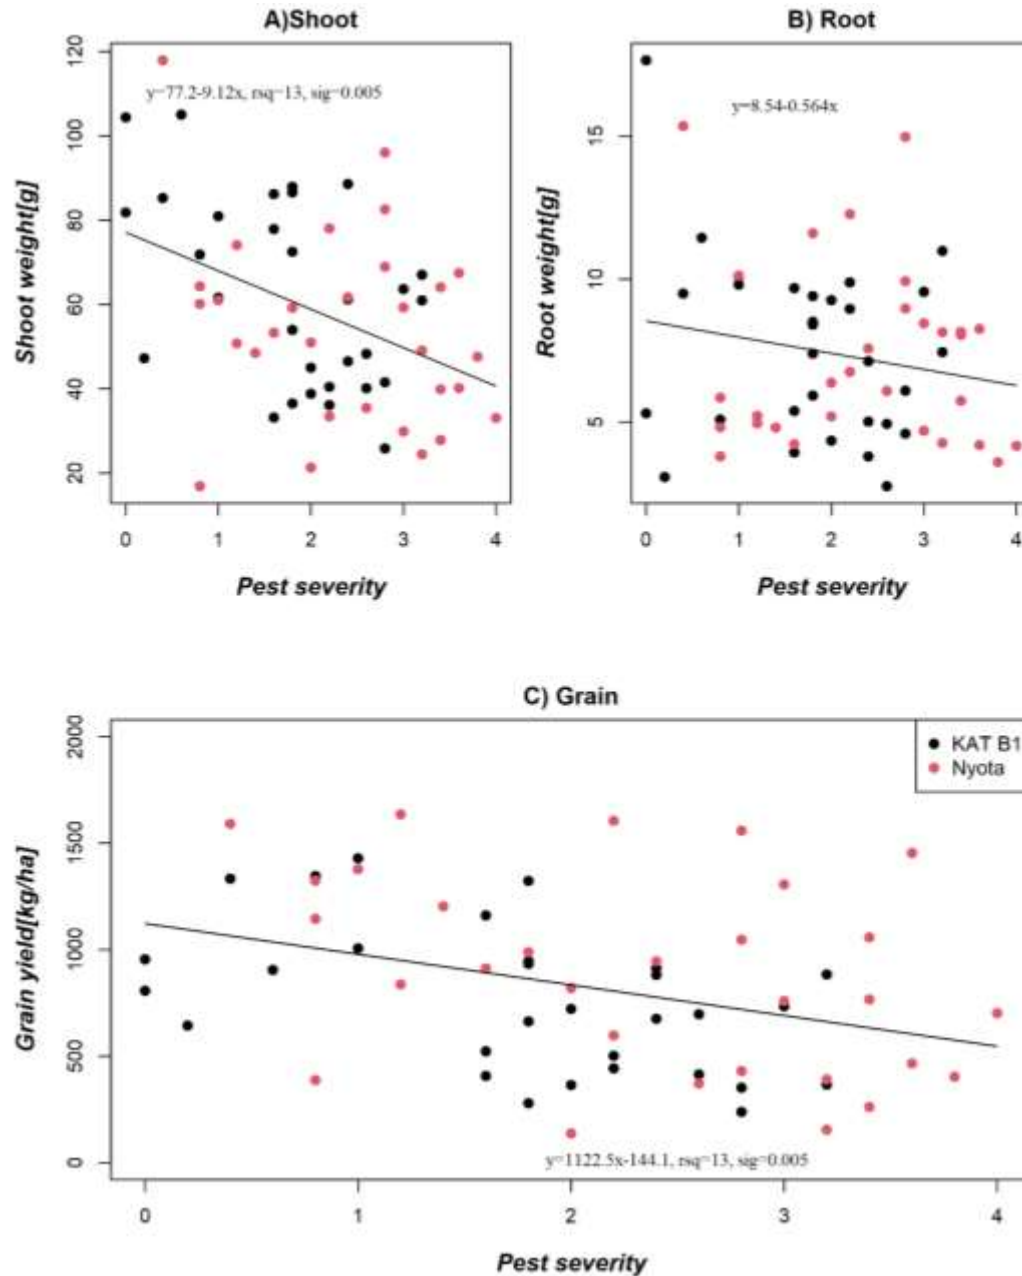 A)Shoot
Shoot weight[g]
120
100
80
60
40
20
y=77.2-9.12x, rsq=13, sig=0.005
0 1 2 3 4
Pest severity
B) Root
Root weight[g]
15
10
5
y=8.54-0.564x
0 1 2 3 4
Pest severity
C) Grain
Grain yield[kg/ha]
2000
1500
1000
500
0
KAT B1
Nyota
y=1122.5x-144.1, rsq=13, sig=0.005
0 1 2 3 4
Pest severity